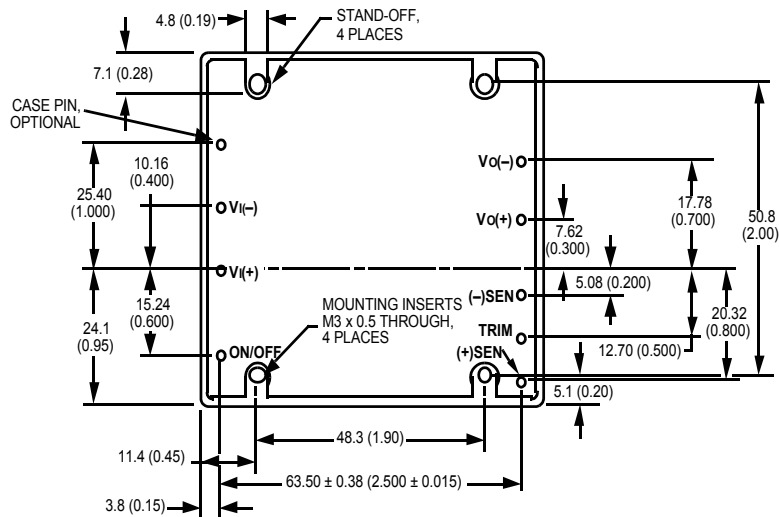 4.8 (0.19)
STAND-OFF,
4 PLACES
7.1 (0.28)
CASE PIN,
OPTIONAL
10.16
(0.400)
25.40
(1.000)
VI(–)
VI(+)
15.24
(0.600)
24.1
(0.95)
ON/OFF
MOUNTING INSERTS
M3 x 0.5 THROUGH,
4 PLACES
VO(–)
VO(+)
7.62
(0.300)
17.78
(0.700)
50.8
(2.00)
5.08 (0.200)
(–)SEN
TRIM
(+)SEN
20.32
(0.800)
12.70 (0.500)
5.1 (0.20)
48.3 (1.90)
11.4 (0.45)
63.50 ± 0.38 (2.500 ± 0.015)
3.8 (0.15)